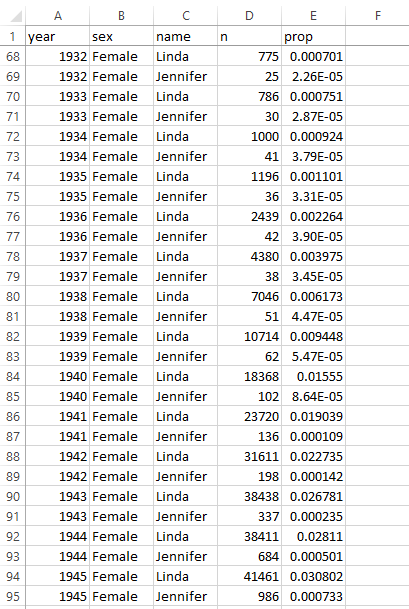 A B C D E F
1 year sex name n prop
68 1932 Female Linda 775 0.000701
69 1932 Female Jennifer 25 2.26E-05
70 1933 Female Linda 786 0.000751
71 1933 Female Jennifer 30 2.87E-05
72 1934 Female Linda 1000 0.000924
73 1934 Female Jennifer 41 3.79E-05
74 1935 Female Linda 1196 0.001101
75 1935 Female Jennifer 36 3.31E-05
76 1936 Female Linda 2439 0.002264
77 1936 Female Jennifer 42 3.90E-05
78 1937 Female Linda 4380 0.003975
79 1937 Female Jennifer 38 3.45E-05
80 1938 Female Linda 7046 0.006173
81 1938 Female Jennifer 51 4.47E-05
82 1939 Female Linda 10714 0.009448
83 1939 Female Jennifer 62 5.47E-05
84 1940 Female Linda 18368 0.01555
85 1940 Female Jennifer 102 8.64E-05
86 1941 Female Linda 23720 0.019039
87 1941 Female Jennifer 136 0.000109
88 1942 Female Linda 31611 0.022735
89 1942 Female Jennifer 198 0.000142
90 1943 Female Linda 38438 0.026781
91 1943 Female Jennifer 337 0.000235
92 1944 Female Linda 38411 0.02811
93 1944 Female Jennifer 684 0.000501
94 1945 Female Linda 41461 0.030802
95 1945 Female Jennifer 986 0.000733